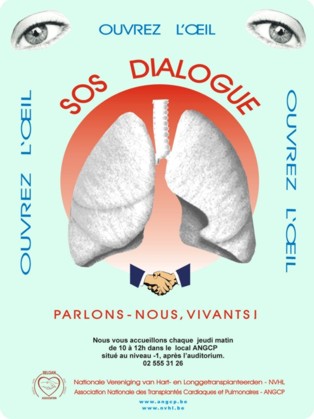 OUVREZ L'ŒIL
SOS DIALOGUE
OUVREZ L'ŒIL
OUVREZ L'ŒIL
PARLONS-NOUS, VIVANTS!
Nous vous accueillons chaque jeudi matin
de 10 à 12h dans le local ANGCP
situé au niveau -1, après l'auditorium.
02 555 31 26
Nationale Vereniging van Hart- en Longgetransplanteerden - NVHL
Association Nationale des Transplantés Cardiaques et Pulmonaires - ANGCP
www.angcp.be
www.nvhl.be